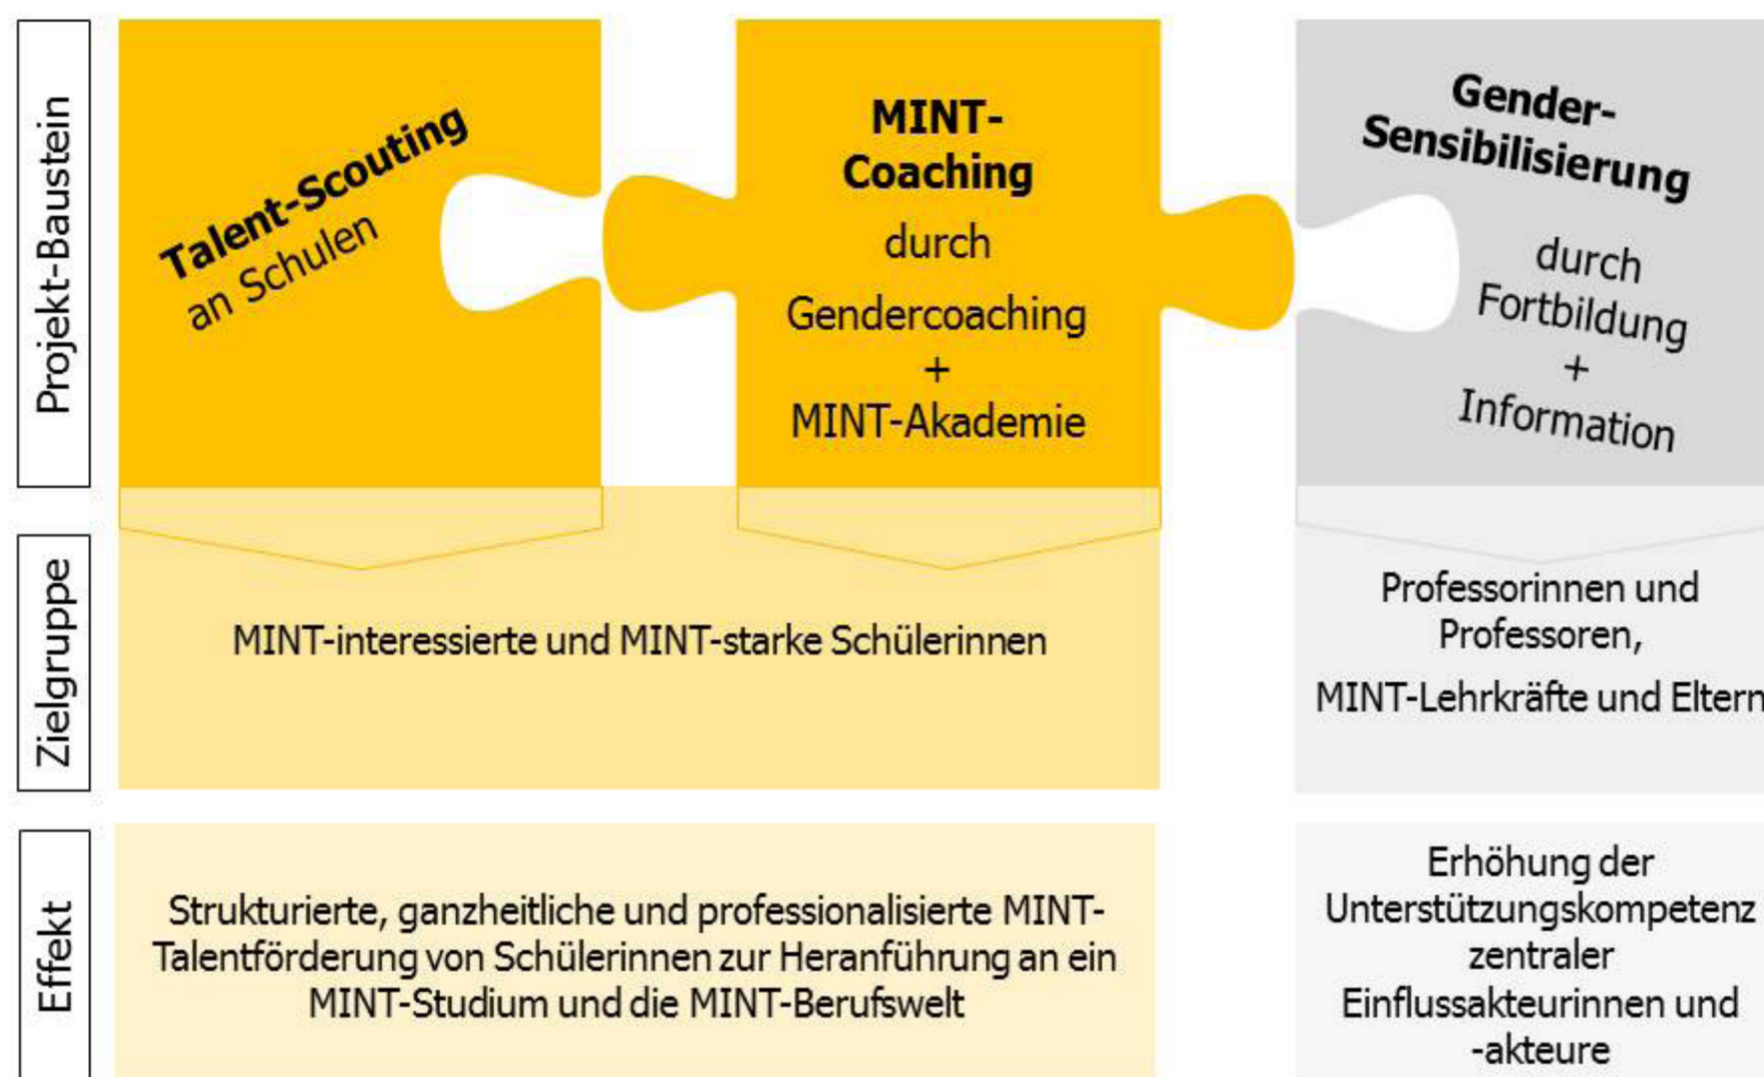 Projekt-Baustein
Talent-Scouting
an Schulen
MINT-
Coaching
durch
Gendercoaching
+
MINT-Akademie
Gender-
Sensibilisierung
durch
Fortbildung
+
Information
Zielgruppe
MINT-interessierte und MINT-starke Schülerinnen
Professorinnen und
Professoren,
MINT-Lehrkräfte und Eltern
Effekt
Strukturierte, ganzheitliche und professionalisierte MINT-
Talentförderung von Schülerinnen zur Heranführung an ein
MINT-Studium und die MINT-Berufswelt
Erhöhung der
Unterstützungskompetenz
zentraler
Einflussakteurinnen und
-akteure